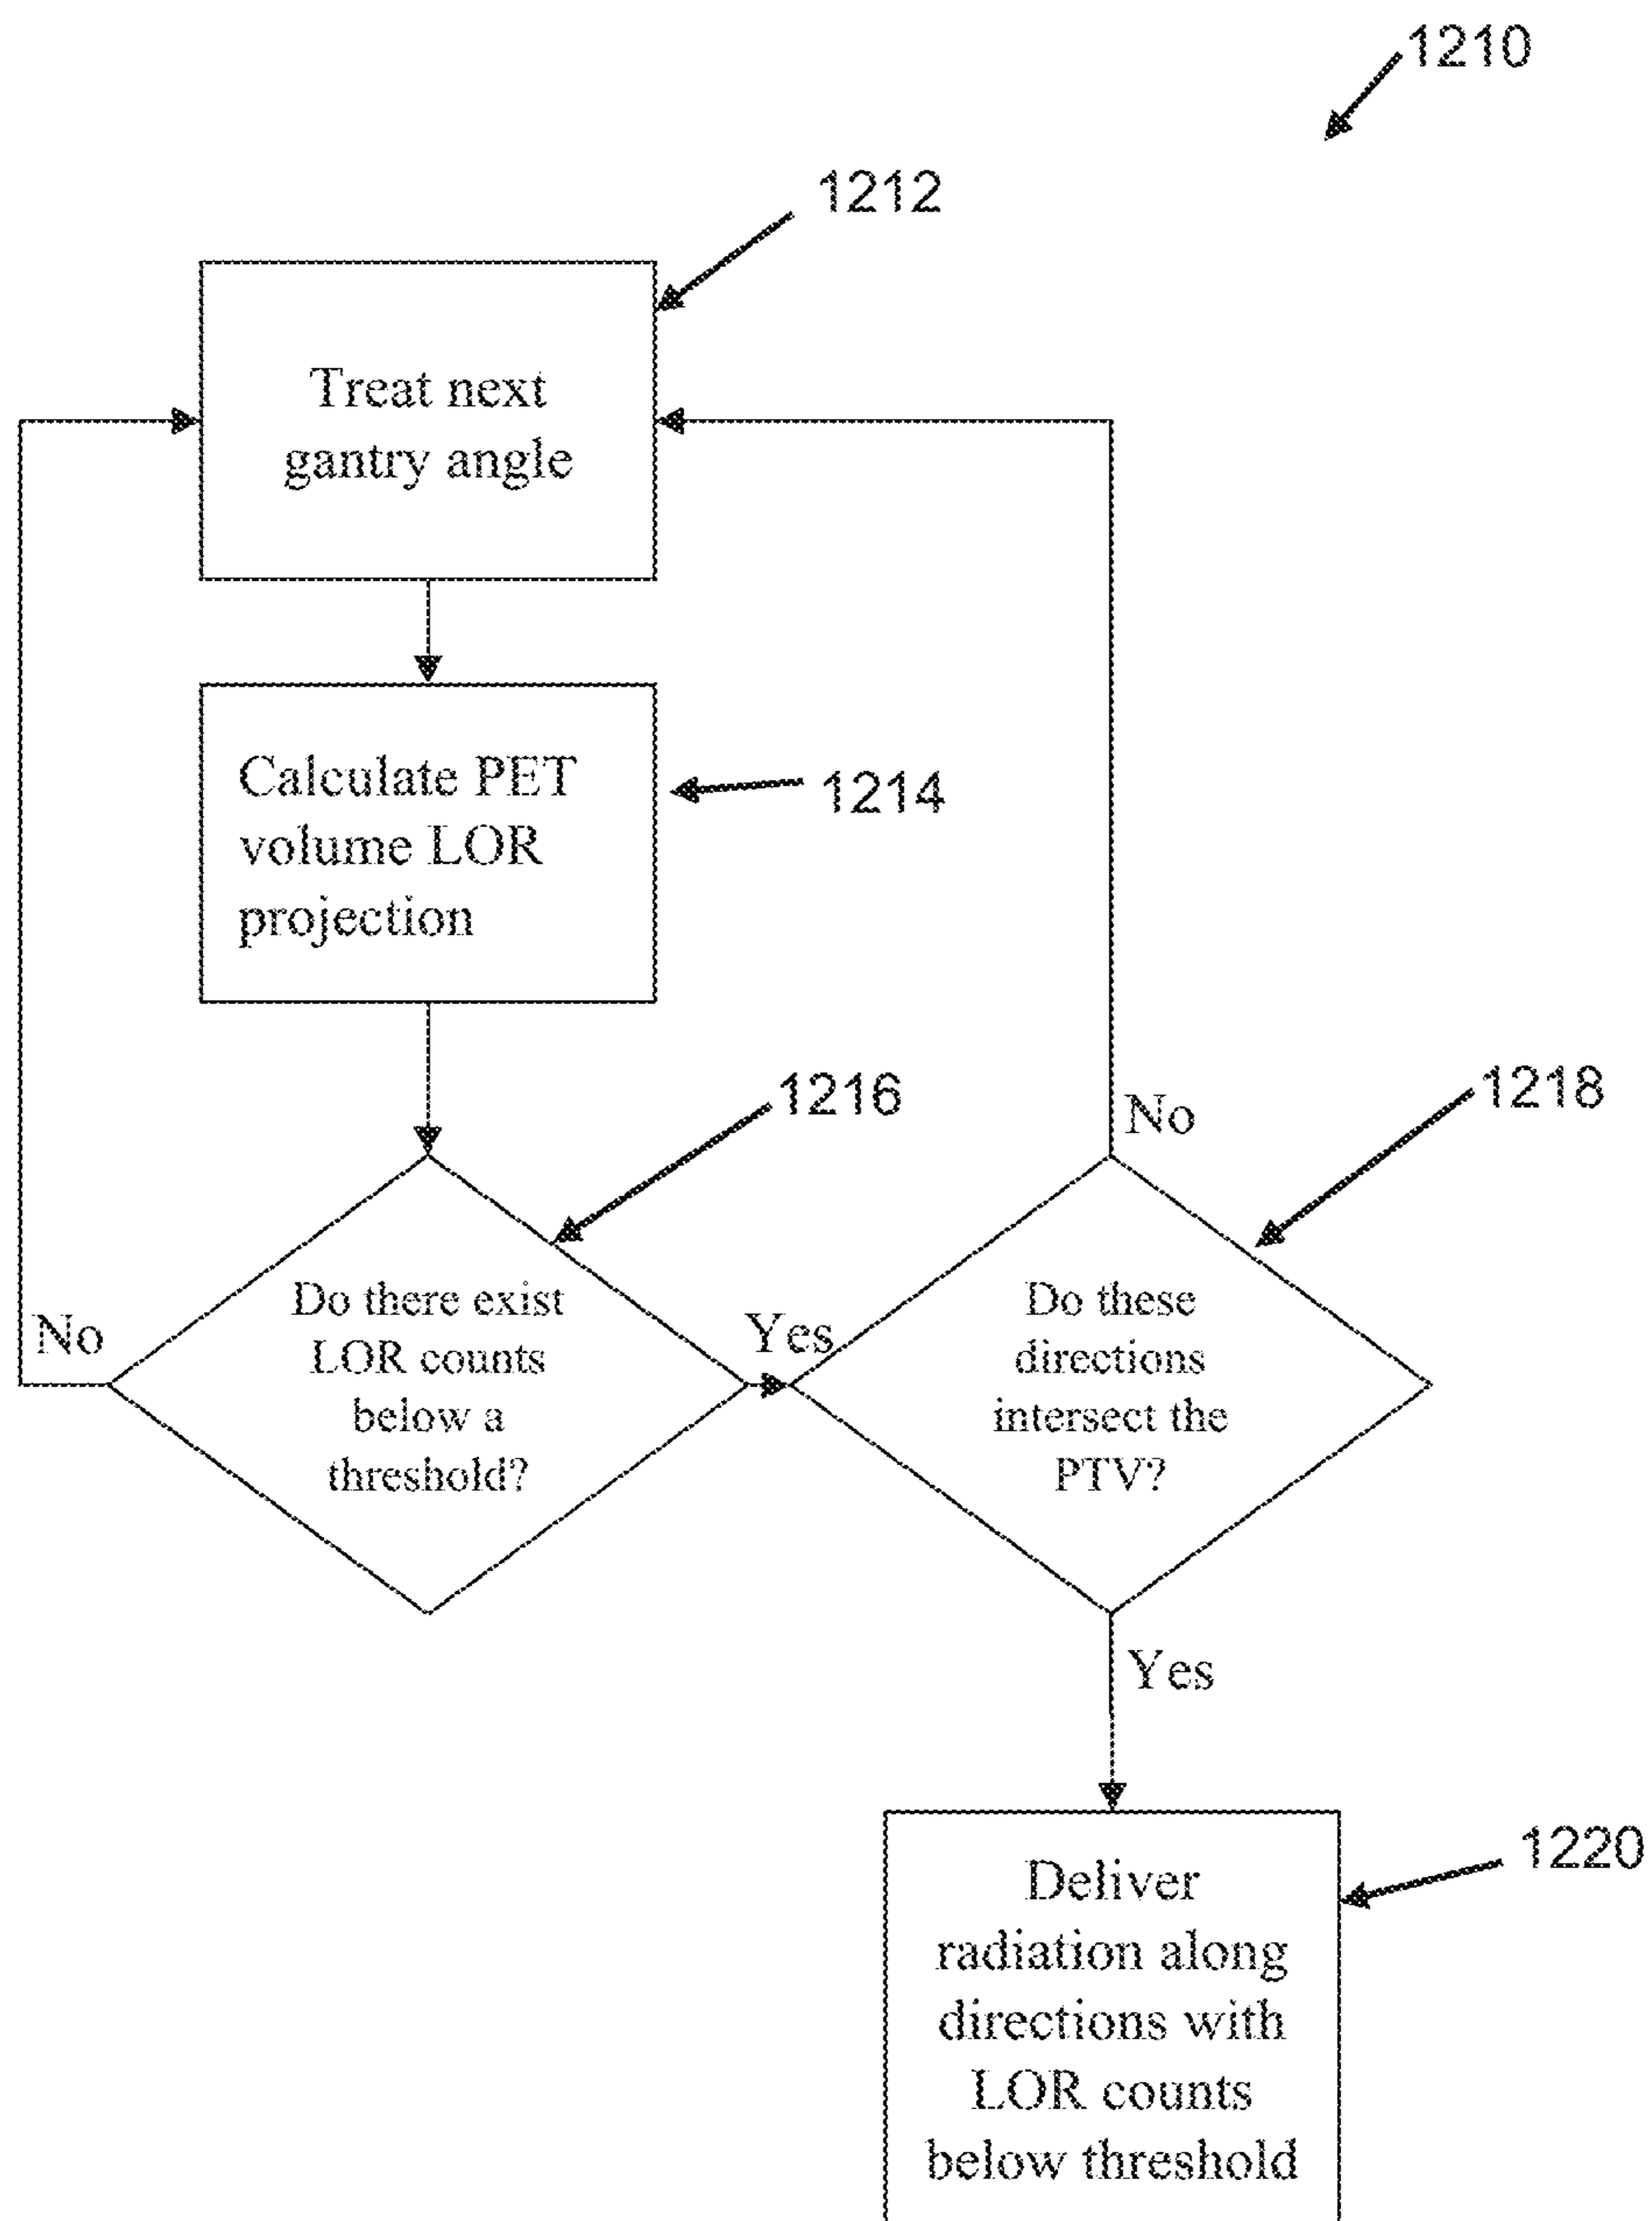 1210
1212
Treat next
gantry angle
Calculate PET
volume LOR
projection
1214
1216
1218
No
Do there exist
LOR counts
below a
threshold?
No
Yes
Do these
directions
intersect the
PTV?
Yes
1220
Deliver
radiation along
directions with
LOR counts
below threshold